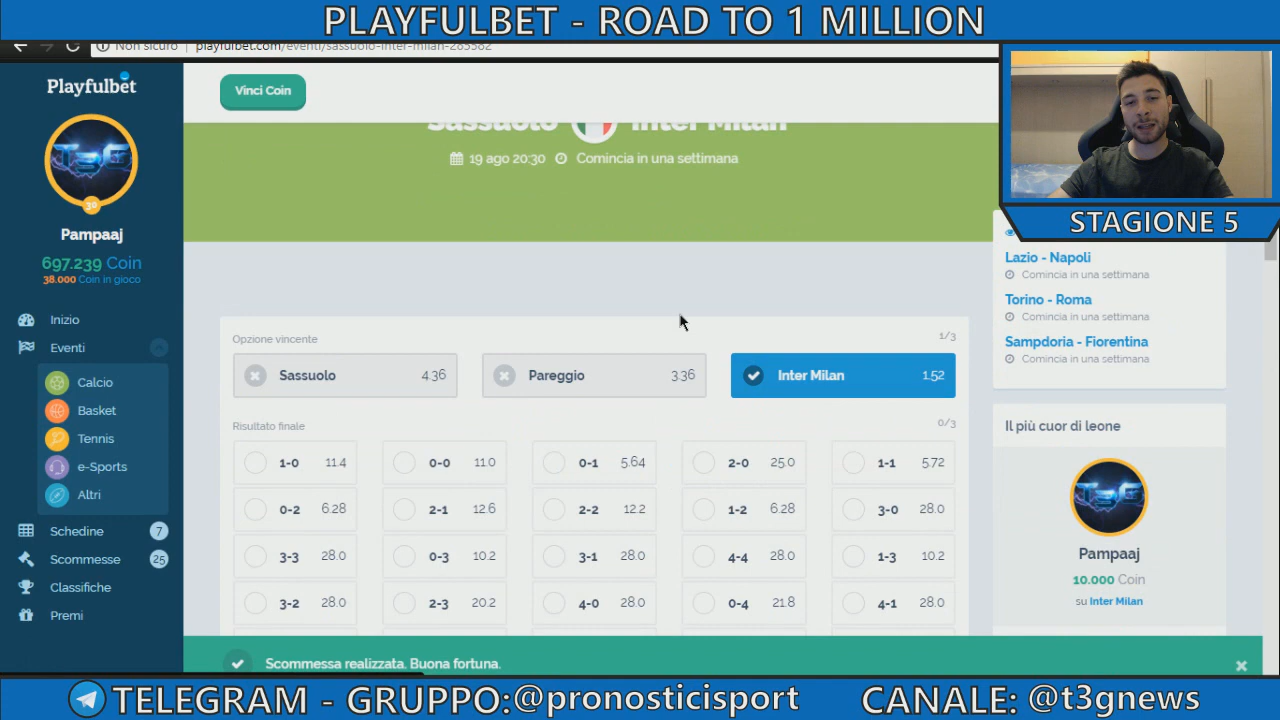 PLAYFULBET - ROAD TO 1 MILLION
Non sicuro playfulbet.com/eventi/sassuolo-inter-milan-285582
Playfulbet
T3G
30
Pampaaj
697.239 Coin
38.000 Coin in gioco
Inizio
Eventi
Calcio
Basket
Tennis
e-Sports
Altri
Schedine 7
Scommesse 25
Classifiche
Premi
Vinci Coin
Sassuolo Inter Milan
19 ago 20:30 Comincia in una settimana
Opzione vincente 1/3
Sassuolo 4.36 Pareggio 3.36 Inter Milan 1.52
Risultato finale 0/3
1-0 11.4 0-0 11.0 0-1 5.64 2-0 25.0 1-1 5.72
0-2 6.28 2-1 12.6 2-2 12.2 1-2 6.28 3-0 28.0
3-3 28.0 0-3 10.2 3-1 28.0 4-4 28.0 1-3 10.2
3-2 28.0 2-3 20.2 4-0 28.0 0-4 21.8 4-1 28.0
Scommessa realizzata. Buona fortuna.
STAGIONE 5
Lazio - Napoli
Comincia in una settimana
Torino - Roma
Comincia in una settimana
Sampdoria - Fiorentina
Comincia in una settimana
Il più cuor di leone
T3G
Pampaaj
10.000 Coin
su Inter Milan
TELEGRAM - GRUPPO:@pronosticisport CANALE: @t3gnews